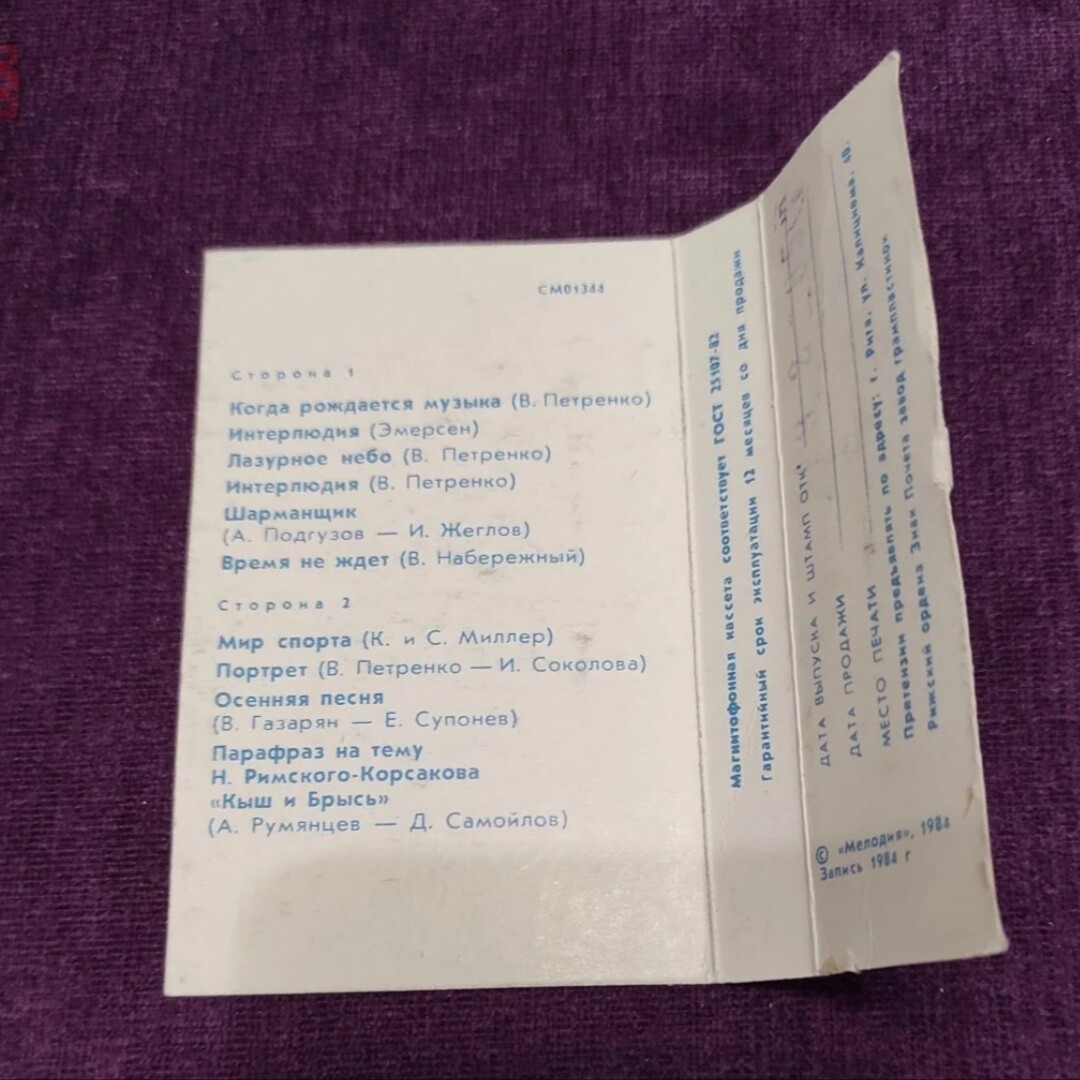 СМ01344
Сторона 1
Когда рождается музыка (В. Петренко)
Интерлюдия (Эмерсен)
Лазурное небо (В. Петренко)
Интерлюдия (В. Петренко)
Шарманщик
(А. Подгузов — И. Жеглов)
Время не ждет (В. Набережный)
Сторона 2
Мир спорта (К. и С. Миллер)
Портрет (В. Петренко — И. Соколова)
Осенняя песня
(В. Газарян — Е. Супонев)
Парафраз на тему
Н. Римского-Корсакова
«Кыш и Брысь»
(А. Румянцев — Д. Самойлов)
Магнитофонная кассета соответствует ГОСТ 25107-82
Гарантийный срок эксплуатации 12 месяцев со дня продажи
ДАТА ВЫПУСКА И ШТАМП ОТК
ДАТА ПРОДАЖИ
МЕСТО ПЕЧАТИ
Претензии предъявлять по адресу: г. Рига, ул. Калнциема, 40.
Рижский ордена Знак Почета завод грампластинок
© «Мелодия», 1984
Запись 1984 г